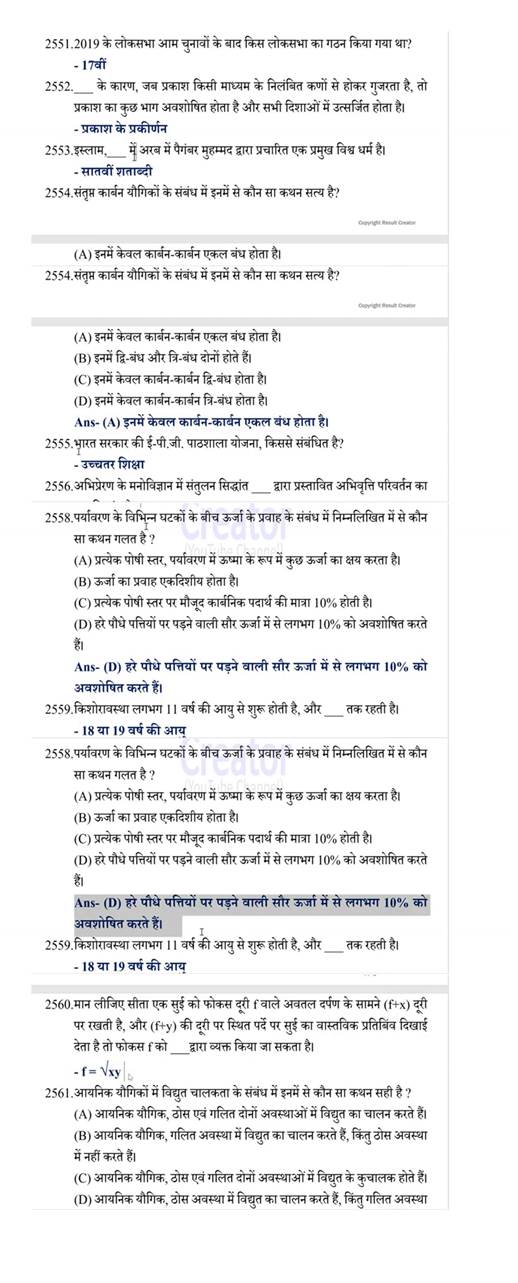 2551.2019 के लोकसभा आम चुनावों के बाद किस लोकसभा का गठन किया गया था?
- 17वीं
2552.____ के कारण, जब प्रकाश किसी माध्यम के निलंबित कणों से होकर गुजरता है, तो
प्रकाश का कुछ भाग अवशोषित होता है और सभी दिशाओं में उत्सर्जित होता है।
- प्रकाश के प्रकीर्णन
2553.इस्लाम,____ में अरब में पैगंबर मुहम्मद द्वारा प्रचारित एक प्रमुख विश्व धर्म है।
- सातवीं शताब्दी
2554.संतृप्त कार्बन यौगिकों के संबंध में इनमें से कौन सा कथन सत्य है?
Copyright Result Creator
(A) इनमें केवल कार्बन-कार्बन एकल बंध होता है।
2554.संतृप्त कार्बन यौगिकों के संबंध में इनमें से कौन सा कथन सत्य है?
Copyright Result Creator
(A) इनमें केवल कार्बन-कार्बन एकल बंध होता है।
(B) इनमें द्वि-बंध और त्रि-बंध दोनों होते हैं।
(C) इनमें केवल कार्बन-कार्बन द्वि-बंध होता है।
(D) इनमें केवल कार्बन-कार्बन त्रि-बंध होता है।
Ans- (A) इनमें केवल कार्बन-कार्बन एकल बंध होता है।
2555.भारत सरकार की ई-पी.जी. पाठशाला योजना, किससे संबंधित है?
- उच्चतर शिक्षा
2556.अभिप्रेरण के मनोविज्ञान में संतुलन सिद्धांत ____ द्वारा प्रस्तावित अभिवृत्ति परिवर्तन का
2558.पर्यावरण के विभिन्न घटकों के बीच ऊर्जा के प्रवाह के संबंध में निम्नलिखित में से कौन
सा कथन गलत है ?
Creator
(YouTube Channel)
(A) प्रत्येक पोषी स्तर, पर्यावरण में ऊष्मा के रूप में कुछ ऊर्जा का क्षय करता है।
(B) ऊर्जा का प्रवाह एकदिशीय होता है।
(C) प्रत्येक पोषी स्तर पर मौजूद कार्बनिक पदार्थ की मात्रा 10% होती है।
(D) हरे पौधे पत्तियों पर पड़ने वाली सौर ऊर्जा में से लगभग 10% को अवशोषित करते
हैं।
Ans- (D) हरे पौधे पत्तियों पर पड़ने वाली सौर ऊर्जा में से लगभग 10% को
अवशोषित करते हैं।
2559.किशोरावस्था लगभग 11 वर्ष की आयु से शुरू होती है, और ____ तक रहती है।
- 18 या 19 वर्ष की आयु
2558.पर्यावरण के विभिन्न घटकों के बीच ऊर्जा के प्रवाह के संबंध में निम्नलिखित में से कौन
सा कथन गलत है ?
Creator
(YouTube Channel)
(A) प्रत्येक पोषी स्तर, पर्यावरण में ऊष्मा के रूप में कुछ ऊर्जा का क्षय करता है।
(B) ऊर्जा का प्रवाह एकदिशीय होता है।
(C) प्रत्येक पोषी स्तर पर मौजूद कार्बनिक पदार्थ की मात्रा 10% होती है।
(D) हरे पौधे पत्तियों पर पड़ने वाली सौर ऊर्जा में से लगभग 10% को अवशोषित करते
हैं।
Ans- (D) हरे पौधे पत्तियों पर पड़ने वाली सौर ऊर्जा में से लगभग 10% को
अवशोषित करते हैं।
2559.किशोरावस्था लगभग 11 वर्ष की आयु से शुरू होती है, और ____ तक रहती है।
- 18 या 19 वर्ष की आयु
2560.मान लीजिए सीता एक सुई को फोकस दूरी f वाले अवतल दर्पण के सामने (f+x) दूरी
पर रखती है, और (f+y) की दूरी पर स्थित पर्दे पर सुई का वास्तविक प्रतिबिंव दिखाई
देता है तो फोकस f को ____द्वारा व्यक्त किया जा सकता है।
- f = √xy
2561.आयनिक यौगिकों में विद्युत चालकता के संबंध में इनमें से कौन सा कथन सही है ?
(A) आयनिक यौगिक, ठोस एवं गलित दोनों अवस्थाओं में विद्युत का चालन करते हैं।
(B) आयनिक यौगिक, गलित अवस्था में विद्युत का चालन करते हैं, किंतु ठोस अवस्था
में नहीं करते हैं।
(C) आयनिक यौगिक, ठोस एवं गलित दोनों अवस्थाओं में विद्युत के कुचालक होते हैं।
(D) आयनिक यौगिक, ठोस अवस्था में विद्युत का चालन करते हैं, किंतु गलित अवस्था